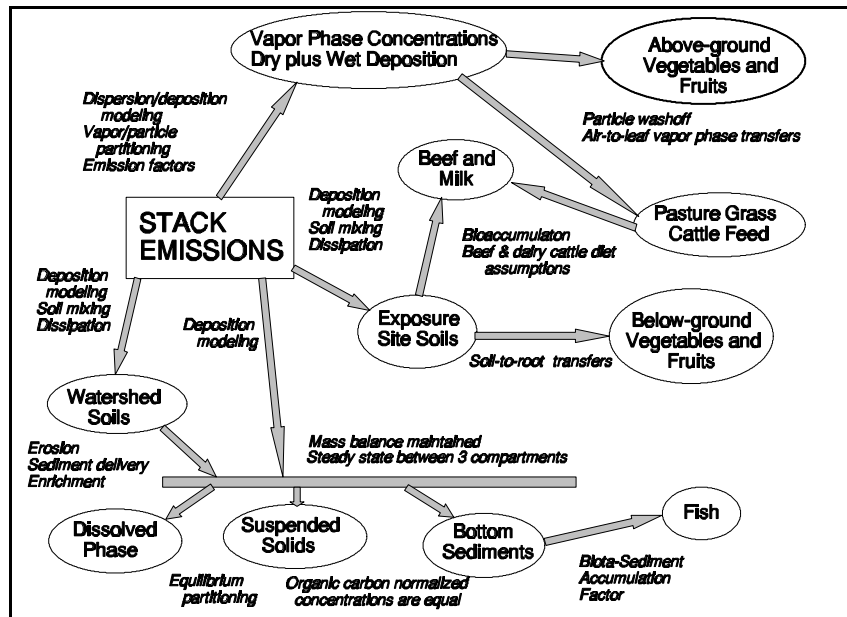 Vapor Phase Concentrations
Dry plus Wet Deposition
Above-ground
Vegetables and
Fruits
Dispersion/deposition
modeling
Vapor/particle
partitioning
Emission factors
Particle washoff
Air-to-leaf vapor phase transfers
Beef and
Milk
STACK
EMISSIONS
Deposition
modeling
Soil mixing
Dissipation
Pasture Grass
Cattle Feed
Bioaccumulaton
Beef & dairy cattle diet
assumptions
Deposition
modeling
Soil mixing
Dissipation
Deposition
modeling
Exposure
Site Soils
Below-ground
Vegetables and
Fruits
Soil-to-root transfers
Watershed
Soils
Erosion
Sediment delivery
Enrichment
Mass balance maintained
Steady state between 3 compartments
Dissolved
Phase
Suspended
Solids
Bottom
Sediments
Fish
Equilibrium
partitioning
Organic carbon normalized
concentrations are equal
Biota-Sediment
Accumulation
Factor